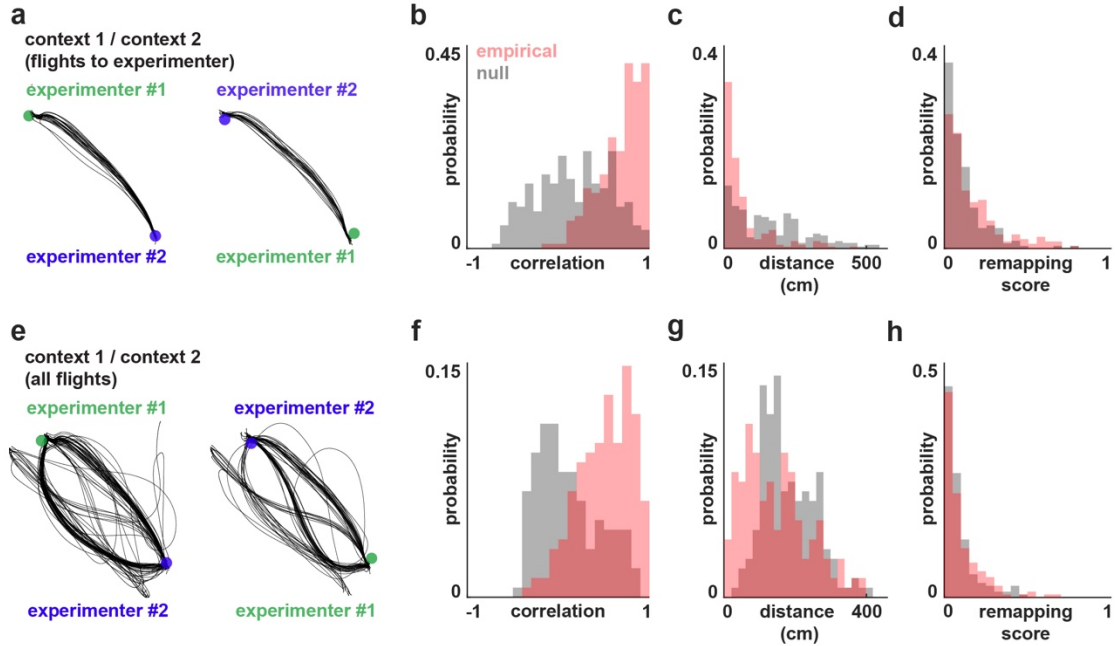 a
context 1 / context 2
(flights to experimenter)
experimenter #1
experimenter #2
experimenter #2
experimenter #1
b
0.45
empirical
null
probability
0
-1
correlation
1
c
0.4
probability
0
0
distance
(cm)
500
d
0.4
probability
0
0
remapping
score
1
e
context 1 / context 2
(all flights)
experimenter #1
experimenter #2
experimenter #2
experimenter #1
f
0.15
probability
0
-1
correlation
1
g
0.15
probability
0
0
distance
(cm)
400
h
0.5
probability
0
0
remapping
score
1